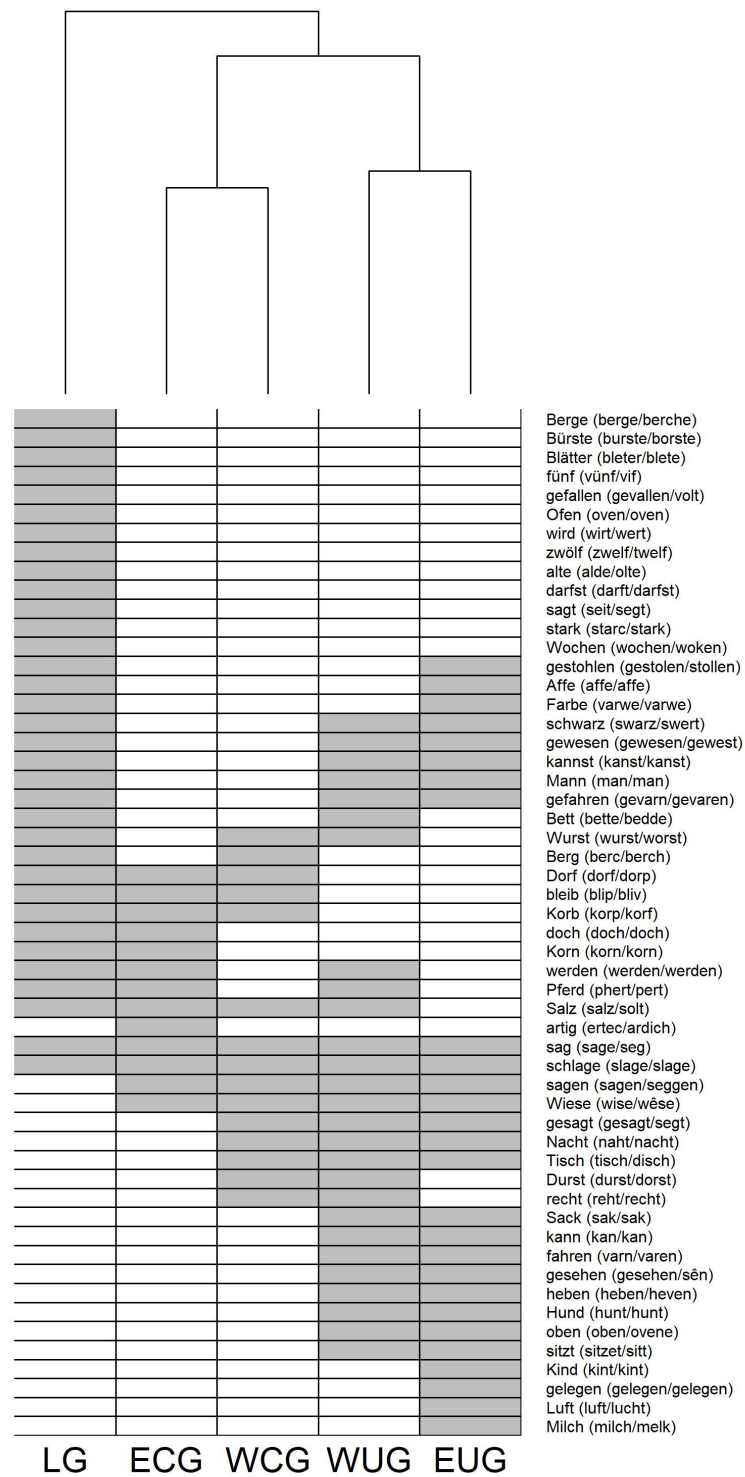 Berge (berge/berche)
Bürste (burste/borste)
Blätter (bleter/blete)
fünf (vünf/vif)
gefallen (gevallen/volt)
Ofen (oven/oven)
wird (wirt/wert)
zwölf (zwelf/twelf)
alte (alde/olte)
darfst (darft/darfst)
sagt (seit/segt)
stark (starc/stark)
Wochen (wochen/woken)
gestohlen (gestolen/stollen)
Affe (affe/affe)
Farbe (varwe/varwe)
schwarz (swarz/swert)
gewesen (gewesen/gewest)
kannst (kanst/kanst)
Mann (man/man)
gefahren (gevarn/gevaren)
Bett (bette/bedde)
Wurst (wurst/worst)
Berg (berc/berch)
Dorf (dorf/dorp)
bleib (blip/bliv)
Korb (korp/korf)
doch (doch/doch)
Korn (korn/korn)
werden (werden/werden)
Pferd (phert/pert)
Salz (salz/solt)
artig (ertec/ardich)
sag (sage/seg)
schlage (slage/slage)
sagen (sagen/seggen)
Wiese (wise/wêse)
gesagt (gesagt/segt)
Nacht (naht/nacht)
Tisch (tisch/disch)
Durst (durst/dorst)
recht (reht/recht)
Sack (sak/sak)
kann (kan/kan)
fahren (varn/varen)
gesehen (gesehen/sên)
heben (heben/heven)
Hund (hunt/hunt)
oben (oben/ovene)
sitzt (sitzet/sitt)
Kind (kint/kint)
gelegen (gelegen/gelegen)
Luft (luft/lucht)
Milch (milch/melk)
LG ECG WCG WUG EUG